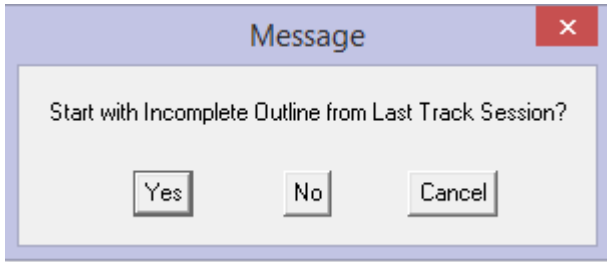 Message
Start with Incomplete Outline from Last Track Session?
Yes No Cancel